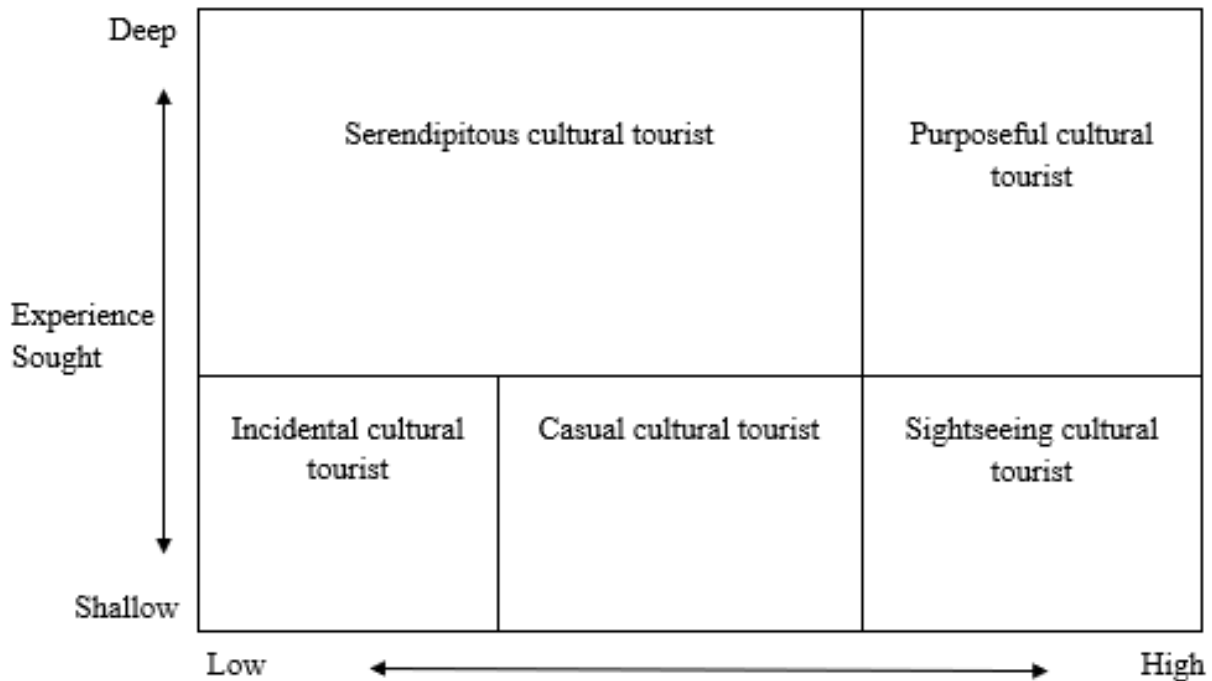 Deep
Serendipitous cultural tourist
Purposeful cultural
tourist
Experience
Sought
Incidental cultural
tourist
Casual cultural tourist
Sightseeing cultural
tourist
Shallow
Low
High